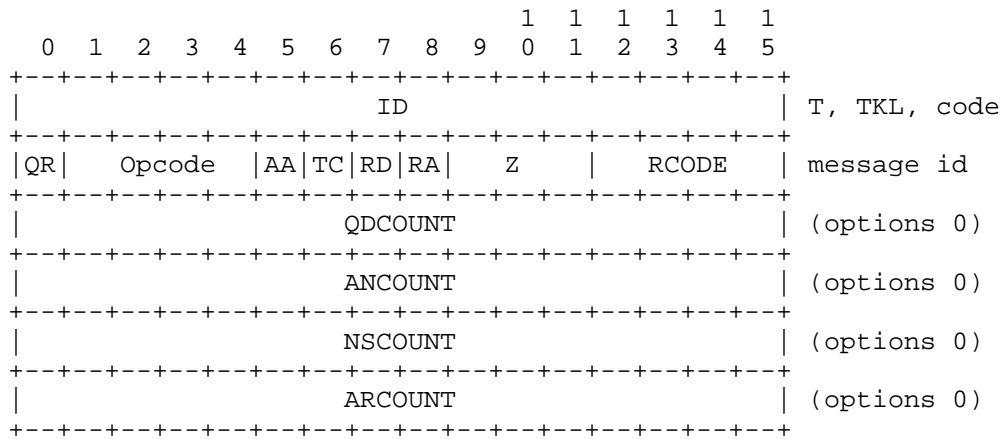 1  1  1  1  1  1
  0  1  2  3  4  5  6  7  8  9  0  1  2  3  4  5
+--+--+--+--+--+--+--+--+--+--+--+--+--+--+--+--+
|                      ID                       | T, TKL, code
+--+--+--+--+--+--+--+--+--+--+--+--+--+--+--+--+
|QR|   Opcode  |AA|TC|RD|RA|   Z    |   RCODE   | message id
+--+--+--+--+--+--+--+--+--+--+--+--+--+--+--+--+
|                    QDCOUNT                    | (options 0)
+--+--+--+--+--+--+--+--+--+--+--+--+--+--+--+--+
|                    ANCOUNT                    | (options 0)
+--+--+--+--+--+--+--+--+--+--+--+--+--+--+--+--+
|                    NSCOUNT                    | (options 0)
+--+--+--+--+--+--+--+--+--+--+--+--+--+--+--+--+
|                    ARCOUNT                    | (options 0)
+--+--+--+--+--+--+--+--+--+--+--+--+--+--+--+--+